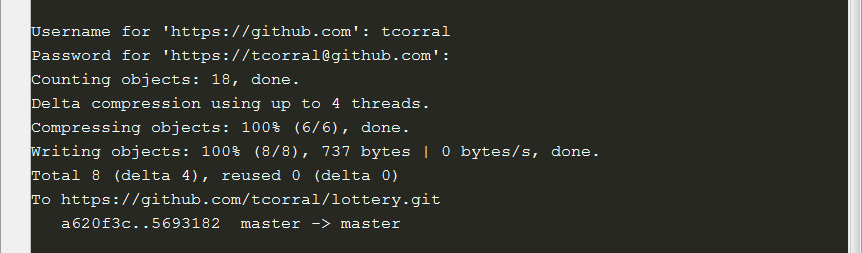 Username for 'https://github.com': tcorral
Password for 'https://tcorral@github.com':
Counting objects: 18, done.
Delta compression using up to 4 threads.
Compressing objects: 100% (6/6), done.
Writing objects: 100% (8/8), 737 bytes | 0 bytes/s, done.
Total 8 (delta 4), reused 0 (delta 0)
To https://github.com/tcorral/lottery.git
   a620f3c..5693182  master -> master